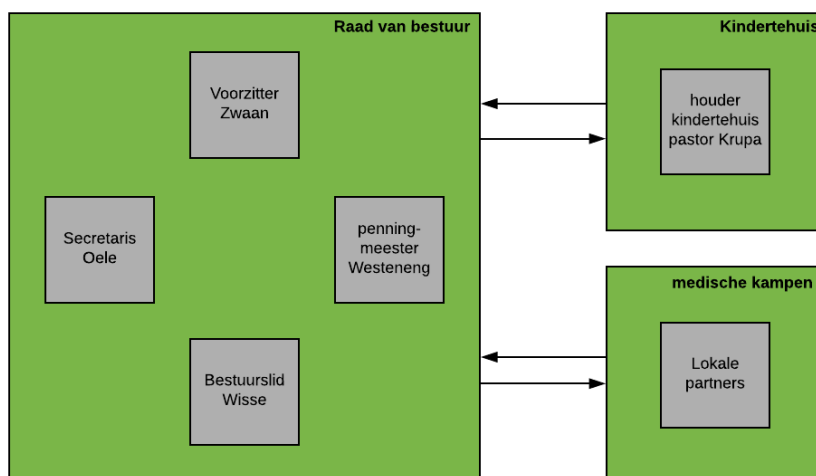 Raad van bestuur
Voorzitter
Zwaan
Secretaris
Oele
penning-
meester
Westeneng
Bestuurslid
Wisse
Kindertehuis
houder
kindertehuis
pastor Krupa
medische kampen
Lokale
partners